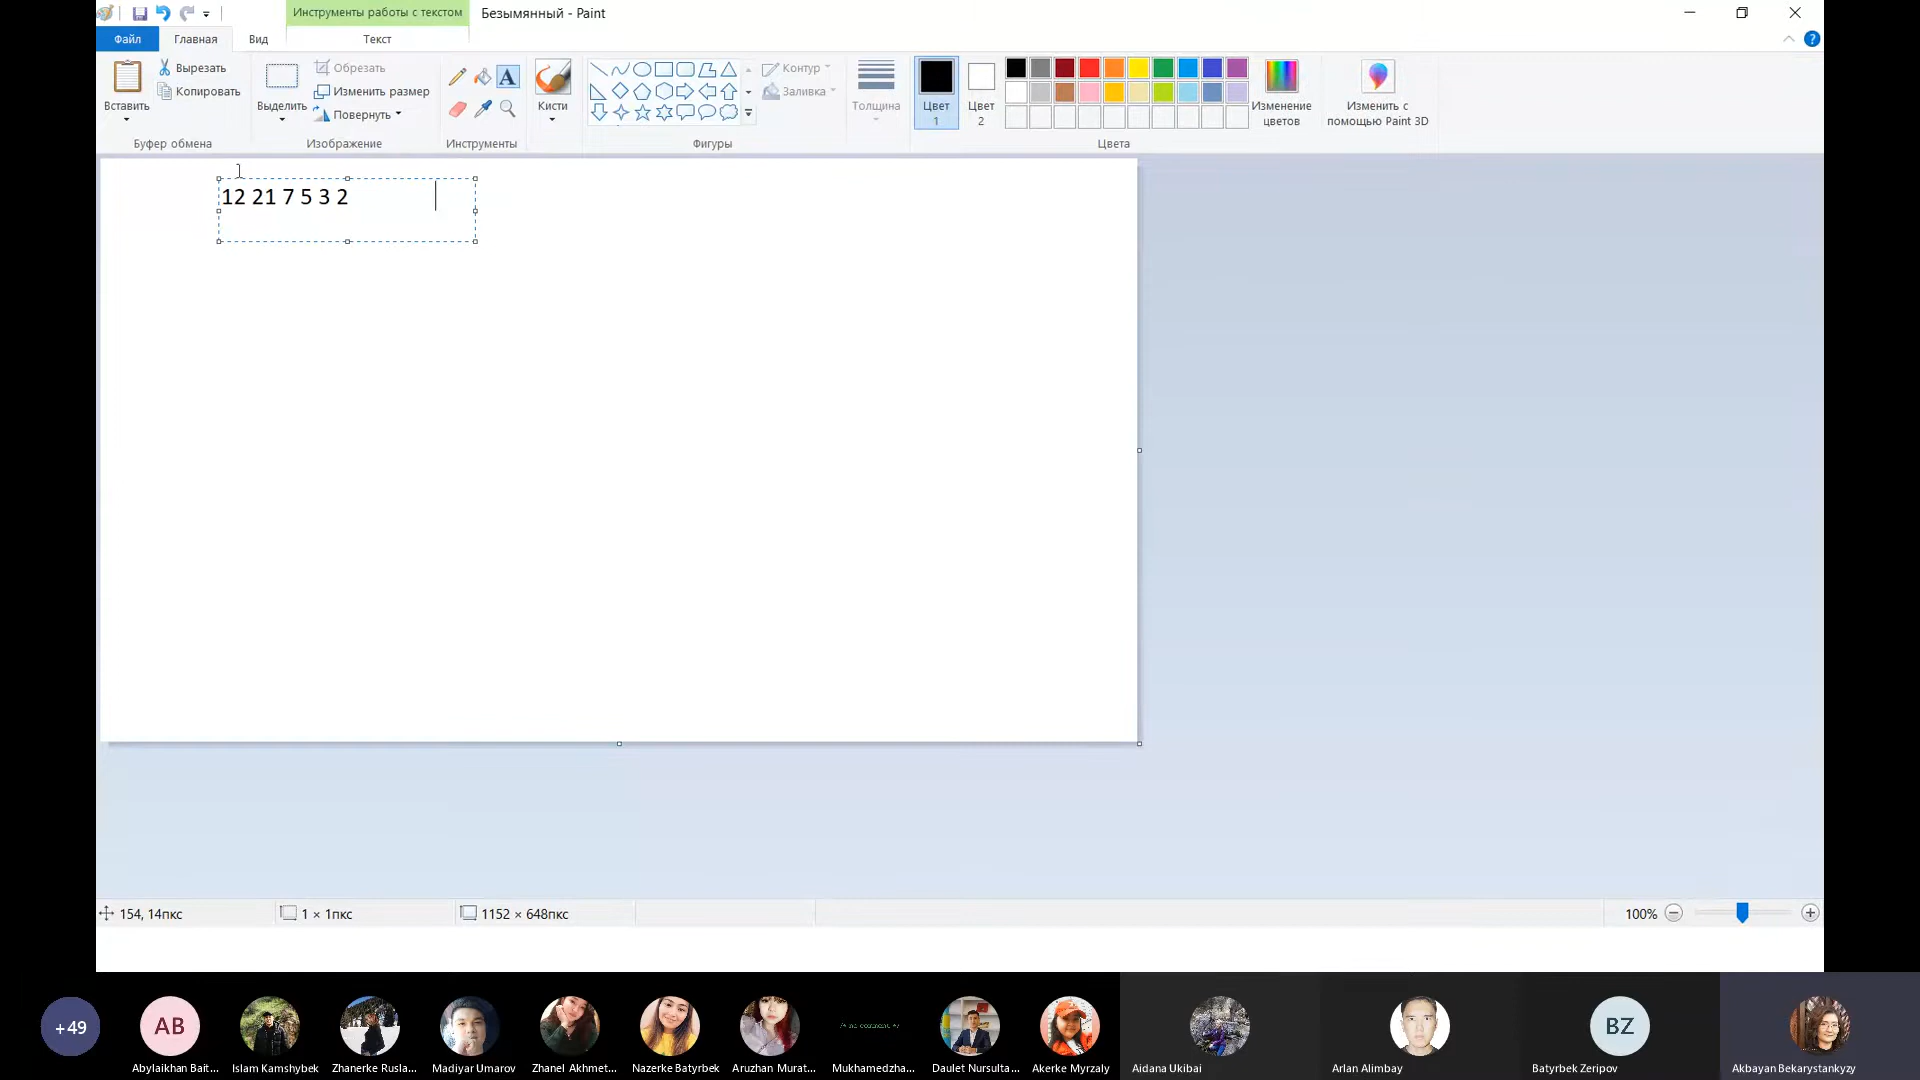 Инструменты работы с текстом
Безымянный - Paint
Файл
Главная
Вид
Текст
Вставить
Вырезать
Копировать
Буфер обмена
Выделить
Обрезать
Изменить размер
Повернуть
Изображение
A
Инструменты
Кисти
Фигуры
Контур
Заливка
Толщина
Цвет 1
Цвет 2
Изменение цветов
Цвета
Изменить с помощью Paint 3D
12 21 7 5 3 2
154, 14пкс
1 × 1пкс
1152 × 648пкс
100%
+49
AB
Abylaikhan Bait...
Islam Kamshybek
Zhanerke Rusla...
Madiyar Umarov
Zhanel Akhmet...
Nazerke Batyrbek
Aruzhan Murat...
/* no comment */
Mukhamedzha...
Daulet Nursulta...
Akerke Myrzaly
Aidana Ukibai
Arlan Alimbay
BZ
Batyrbek Zeripov
Akbayan Bekarystankyzy